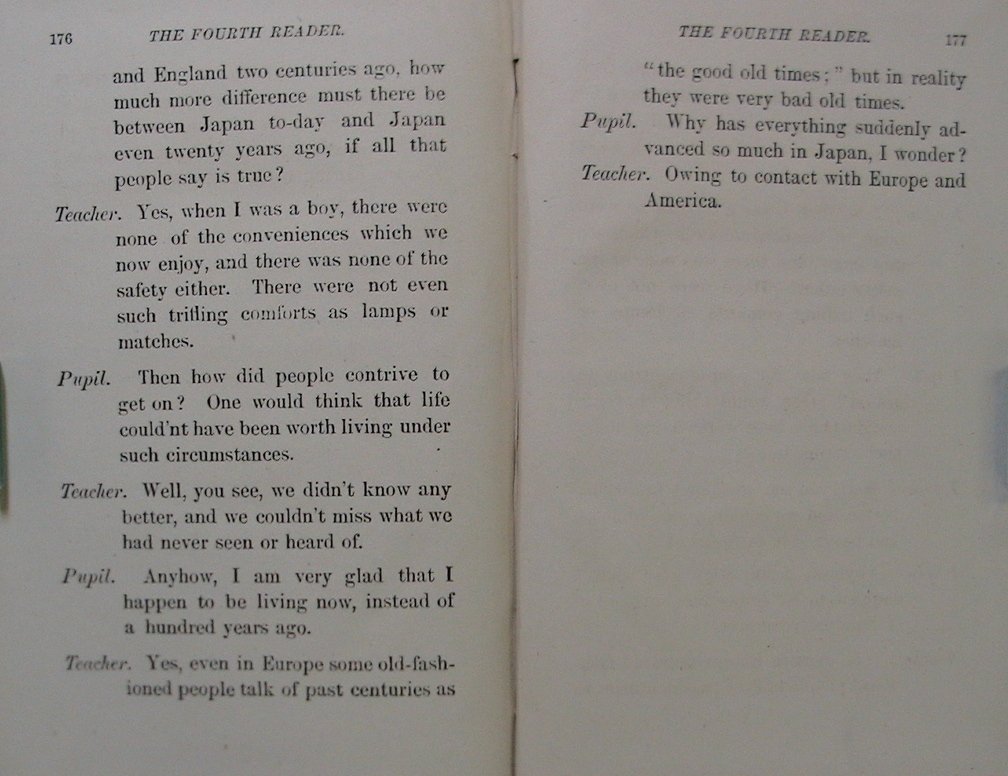 176 THE FOURTH READER.
and England two centuries ago, how
much more difference must there be
between Japan to-day and Japan
even twenty years ago, if all that
people say is true?
Teacher. Yes, when I was a boy, there were
none of the conveniences which we
now enjoy, and there was none of the
safety either. There were not even
such trifling comforts as lamps or
matches.
Pupil. Then how did people contrive to
get on? One would think that life
could'nt have been worth living under
such circumstances.
Teacher. Well, you see, we didn't know any
better, and we couldn't miss what we
had never seen or heard of.
Pupil. Anyhow, I am very glad that I
happen to be living now, instead of
a hundred years ago.
Teacher. Yes, even in Europe some old-fash-
ioned people talk of past centuries as
THE FOURTH READER. 177
"the good old times;" but in reality
they were very bad old times.
Pupil. Why has everything suddenly ad-
vanced so much in Japan, I wonder?
Teacher. Owing to contact with Europe and
America.